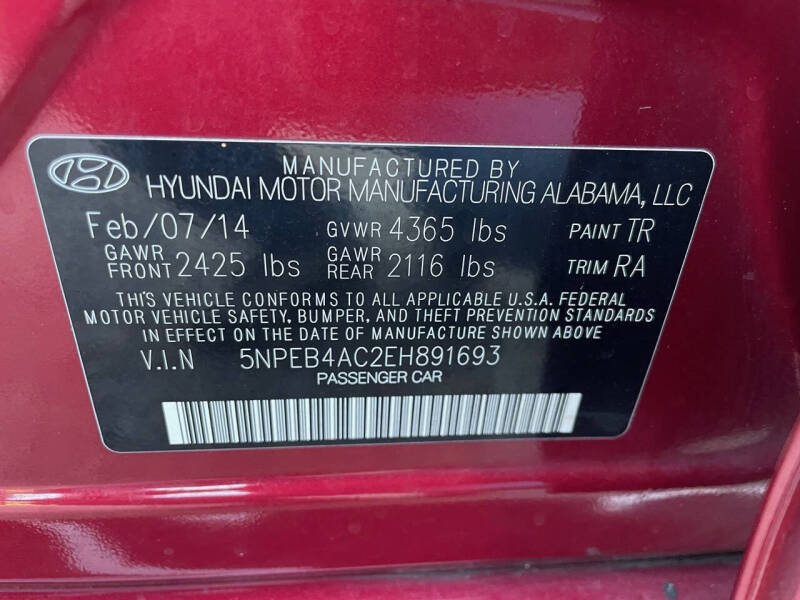 MANUFACTURED BY
HYUNDAI MOTOR MANUFACTURING ALABAMA, LLC
Feb/07/14 GVWR 4365 lbs PAINT TR
GAWR FRONT 2425 lbs GAWR REAR 2116 lbs TRIM RA
THIS VEHICLE CONFORMS TO ALL APPLICABLE U.S.A. FEDERAL
MOTOR VEHICLE SAFETY, BUMPER, AND THEFT PREVENTION STANDARDS
IN EFFECT ON THE DATE OF MANUFACTURE SHOWN ABOVE
V.I.N 5NPEB4AC2EH891693
PASSENGER CAR